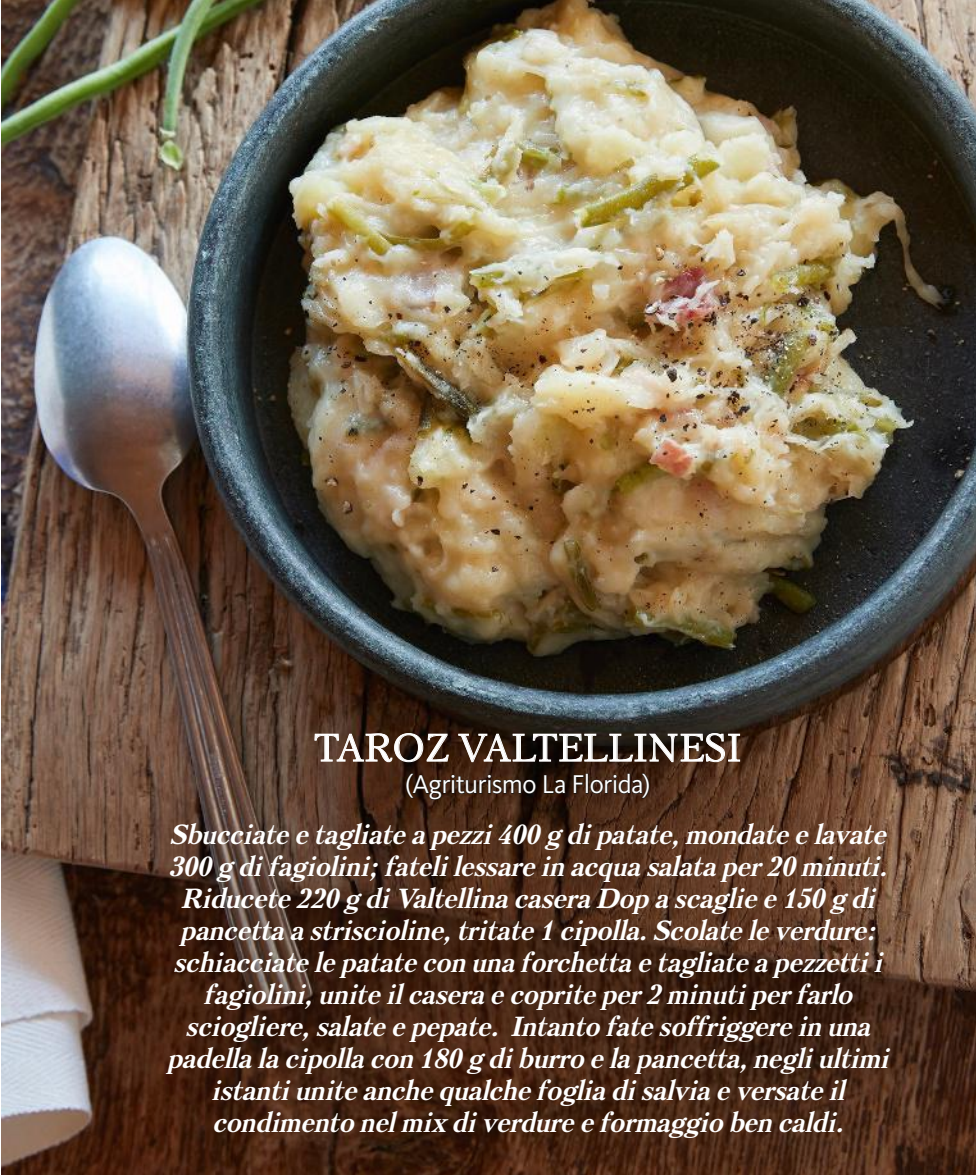 TAROZ VALTELLINESI
(Agriturismo La Florida)
Sbucciate e tagliate a pezzi 400 g di patate, mondate e lavate
300 g di fagiolini; fateli lessare in acqua salata per 20 minuti.
Riducete 220 g di Valtellina casera Dop a scaglie e 150 g di
pancetta a striscioline, tritate 1 cipolla. Scolate le verdure:
schiacciate le patate con una forchetta e tagliate a pezzetti i
fagiolini, unite il casera e coprite per 2 minuti per farlo
sciogliere, salate e pepate.  Intanto fate soffriggere in una
padella la cipolla con 180 g di burro e la pancetta, negli ultimi
istanti unite anche qualche foglia di salvia e versate il
condimento nel mix di verdure e formaggio ben caldi.